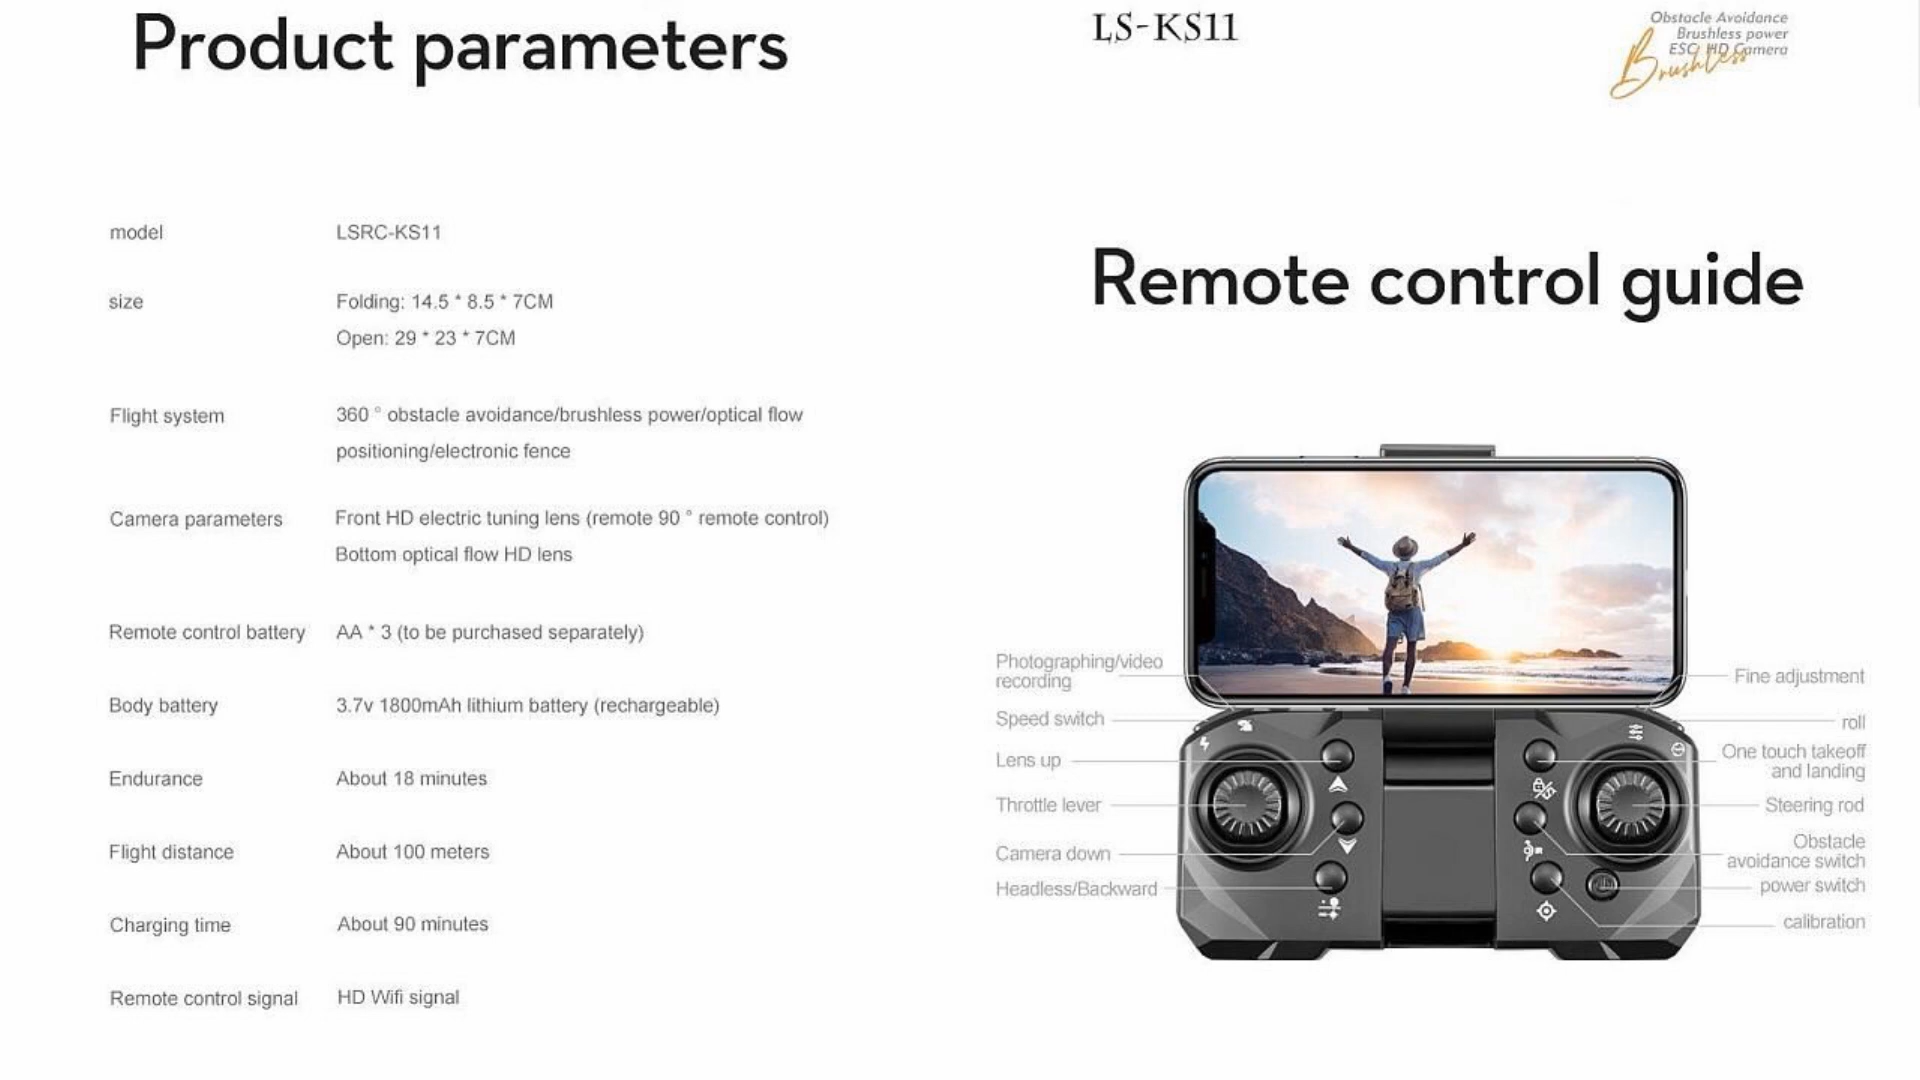 Product parameters
model LSRC-KS11
size Folding: 14.5 * 8.5 * 7CM
Open: 29 * 23 * 7CM
Flight system 360 ° obstacle avoidance/brushless power/optical flow
positioning/electronic fence
Camera parameters Front HD electric tuning lens (remote 90 ° remote control)
Bottom optical flow HD lens
Remote control battery AA * 3 (to be purchased separately)
Body battery 3.7v 1800mAh lithium battery (rechargeable)
Endurance About 18 minutes
Flight distance About 100 meters
Charging time About 90 minutes
Remote control signal HD Wifi signal
LS-KS11
Obstacle Avoidance
Brushless power
ESC HD Camera
Brushless
Remote control guide
Photographing/video
recording
Speed switch
Lens up
Throttle lever
Camera down
Headless/Backward
Fine adjustment
roll
One touch takeoff
and landing
Steering rod
Obstacle
avoidance switch
power switch
calibration